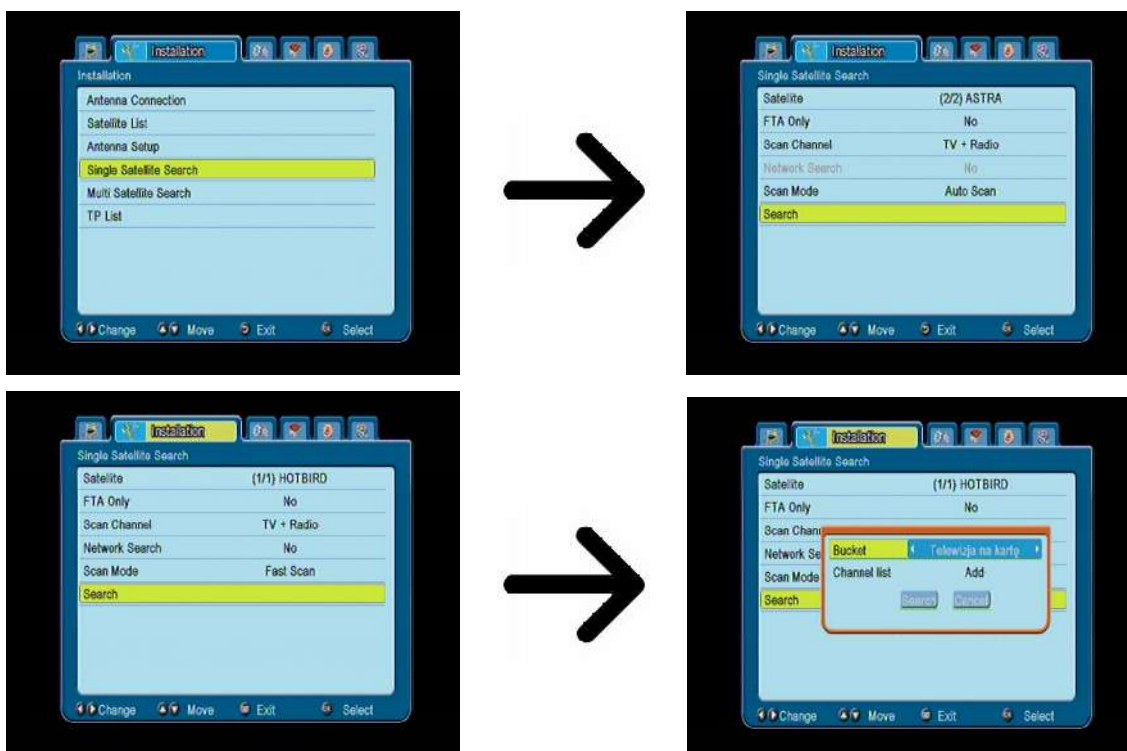 Installation
Installation
Antenna Connection
Satellite List
Antenna Setup
Single Satellite Search
Multi Satellite Search
TP List
Change Move Exit Select
Installation
Single Satellite Search
Satellite (2/2) ASTRA
FTA Only No
Scan Channel TV + Radio
Network Search No
Scan Mode Auto Scan
Search
Change Move Exit Select
Installation
Single Satellite Search
Satellite (1/1) HOTBIRD
FTA Only No
Scan Channel TV + Radio
Network Search No
Scan Mode Fast Scan
Search
Change Move Exit Select
Installation
Single Satellite Search
Satellite (1/1) HOTBIRD
FTA Only No
Scan Chann
Network Se
Scan Mode
Search
Bucket Telewizja na kartę
Channel list Add
Search Cancel
Change Move Exit Select